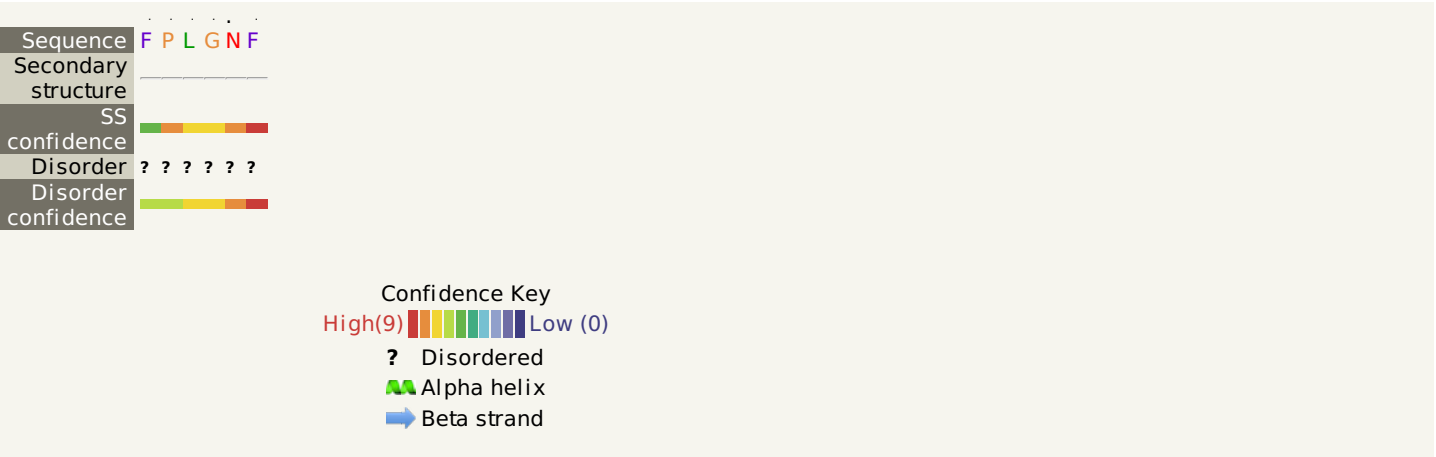 Sequence F P L G N F
Secondary
structure
SS
confidence
Disorder ? ? ? ? ? ?
Disorder
confidence
Confidence Key
High(9) Low (0)
? Disordered
Alpha helix
Beta strand